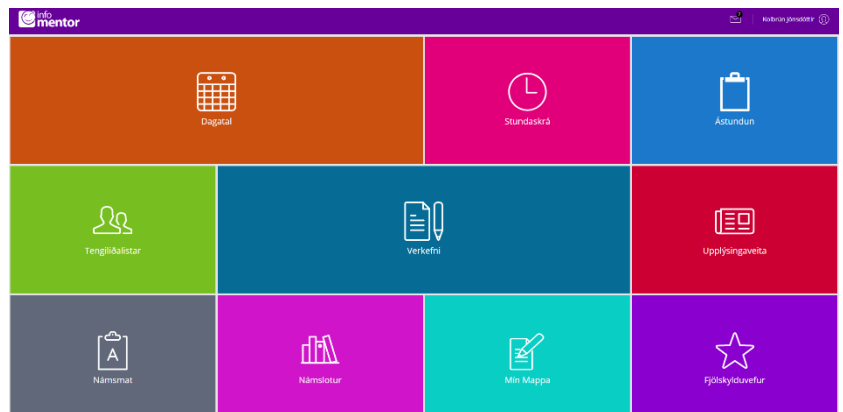 info
mentor
Kolbrún Jónsdóttir
Dagatal
Stundaskrá
Ástundun
Tengiliðalistar
Verkefni
Upplýsingaveita
A
Námsmat
Námslotur
Mín Mappa
Fjölskylduvefur